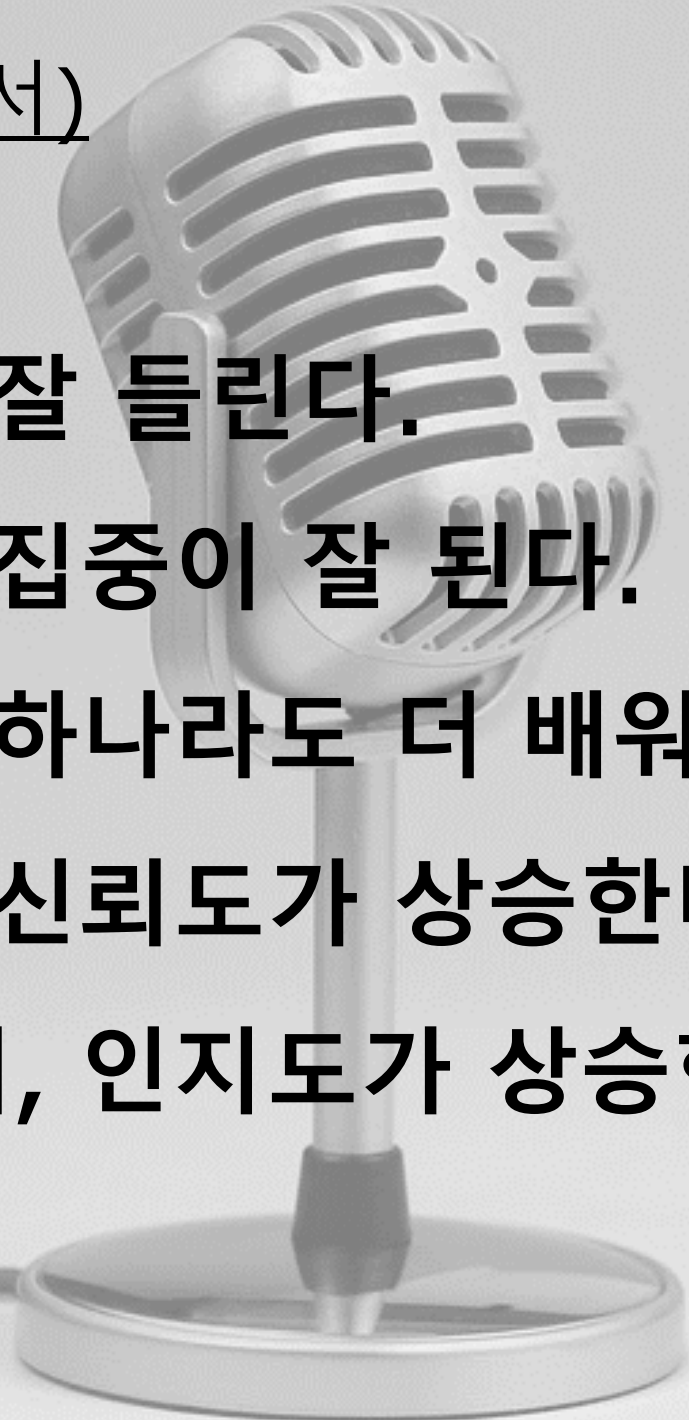 서)
잘 들린다.
집중이 잘 된다.
하나라도 더 배워
신뢰도가 상승한
, 인지도가 상승